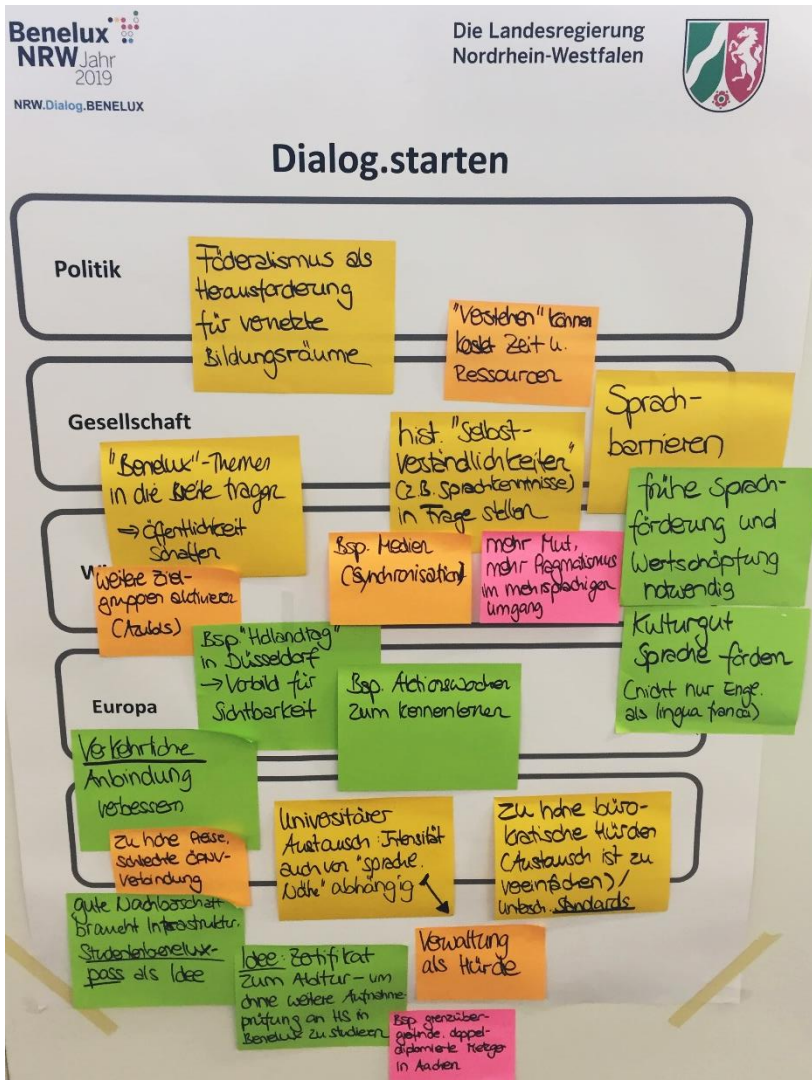 Benelux
NRW Jahr
2019
NRW.Dialog.BENELUX
Die Landesregierung
Nordrhein-Westfalen
Dialog.starten
Politik
Föderalismus als
Herausforderung
für vernetzte
Bildungsräume
"Verstehen" können
kostet Zeit u.
Ressourcen
Gesellschaft
Sprach-
barrieren
hist. "Selbst-
verständlichkeiten"
(z.B. Sprachkenntnisse)
in Frage stellen
"Benelux"-Themen
in die Breite tragen
→ öffentlichkeit
schaffen
frühe Sprach-
förderung und
Wertschöpfung
notwendig
Wi
Bsp. Medien
(Synchronisation)
mehr Mut,
mehr Pragmatismus
im mehrsprachigen
umgang
weitere Ziel-
gruppen aktivieren
(Azubis)
Bsp "Hollandtag"
in Düsseldorf
→ Vorbild für
Sichtbarkeit
Kulturgut
Sprache fördern
(nicht nur Engl.
als lingua franca)
Europa
Bsp. Aktionswochen
zum kennenlernen
Verkehrliche
Anbindung
verbessern
zu hohe Preise,
schlechte ÖPNV-
verbindung
Universitärer
Austausch: Intensität
auch von "sprachl.
Nähe" abhängig
zu hohe büro-
kratische Hürden
(Austausch ist zu
vereinfachen)/
untersch. Standards
gute Nachbarschaft
braucht Infrastruktur.
Studentenbenelux-
pass als Idee
Verwaltung
als Hürde
Idee: Zertifikat
zum Abitur - um
ohne weitere Aufnahme-
prüfung an HS in
Benelux zu studieren
Bsp grenzüber-
greifende, doppel-
diplomierte Metzger
in Aachen